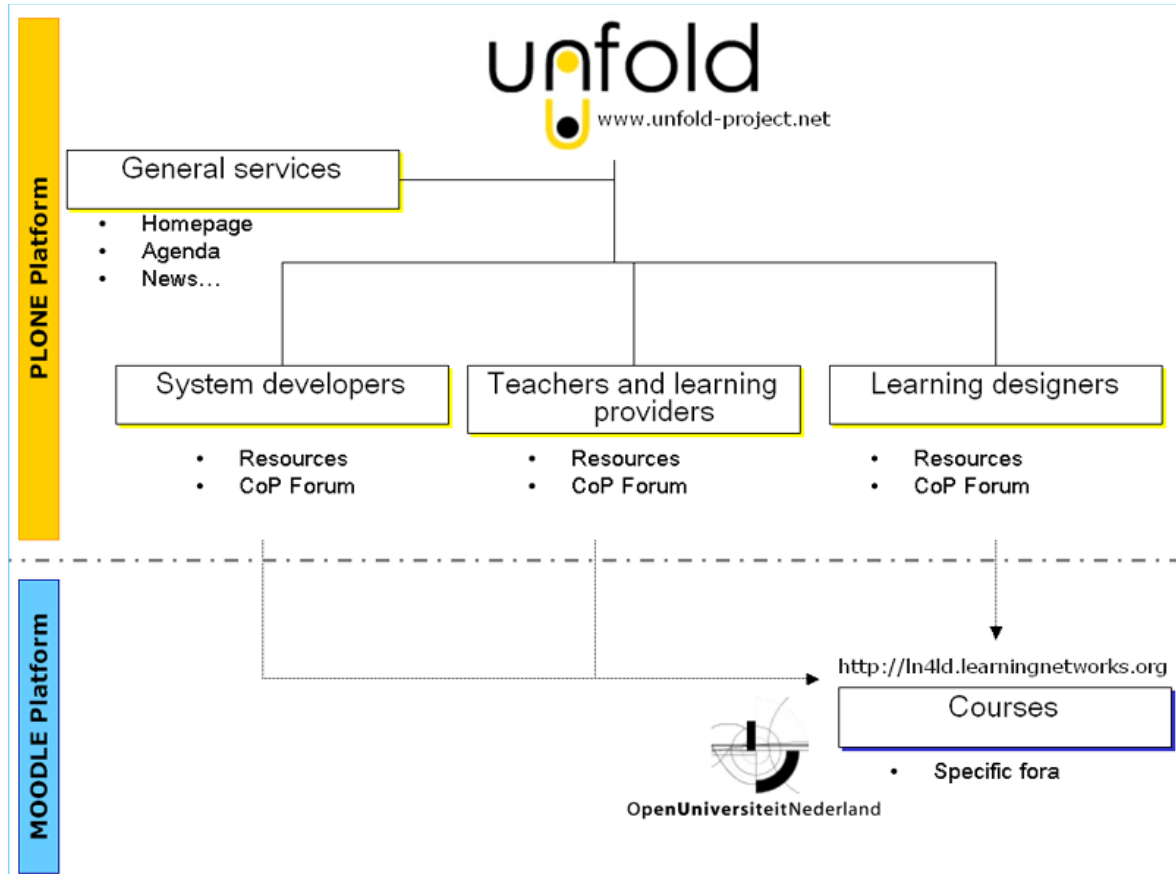 unfold
www.unfold-project.net
PLONE Platform
General services
• Homepage
• Agenda
• News...
System developers
• Resources
• CoP Forum
Teachers and learning
providers
• Resources
• CoP Forum
Learning designers
• Resources
• CoP Forum
MOODLE Platform
http://ln4ld.learningnetworks.org
Courses
• Specific fora
OpenUniversiteitNederland